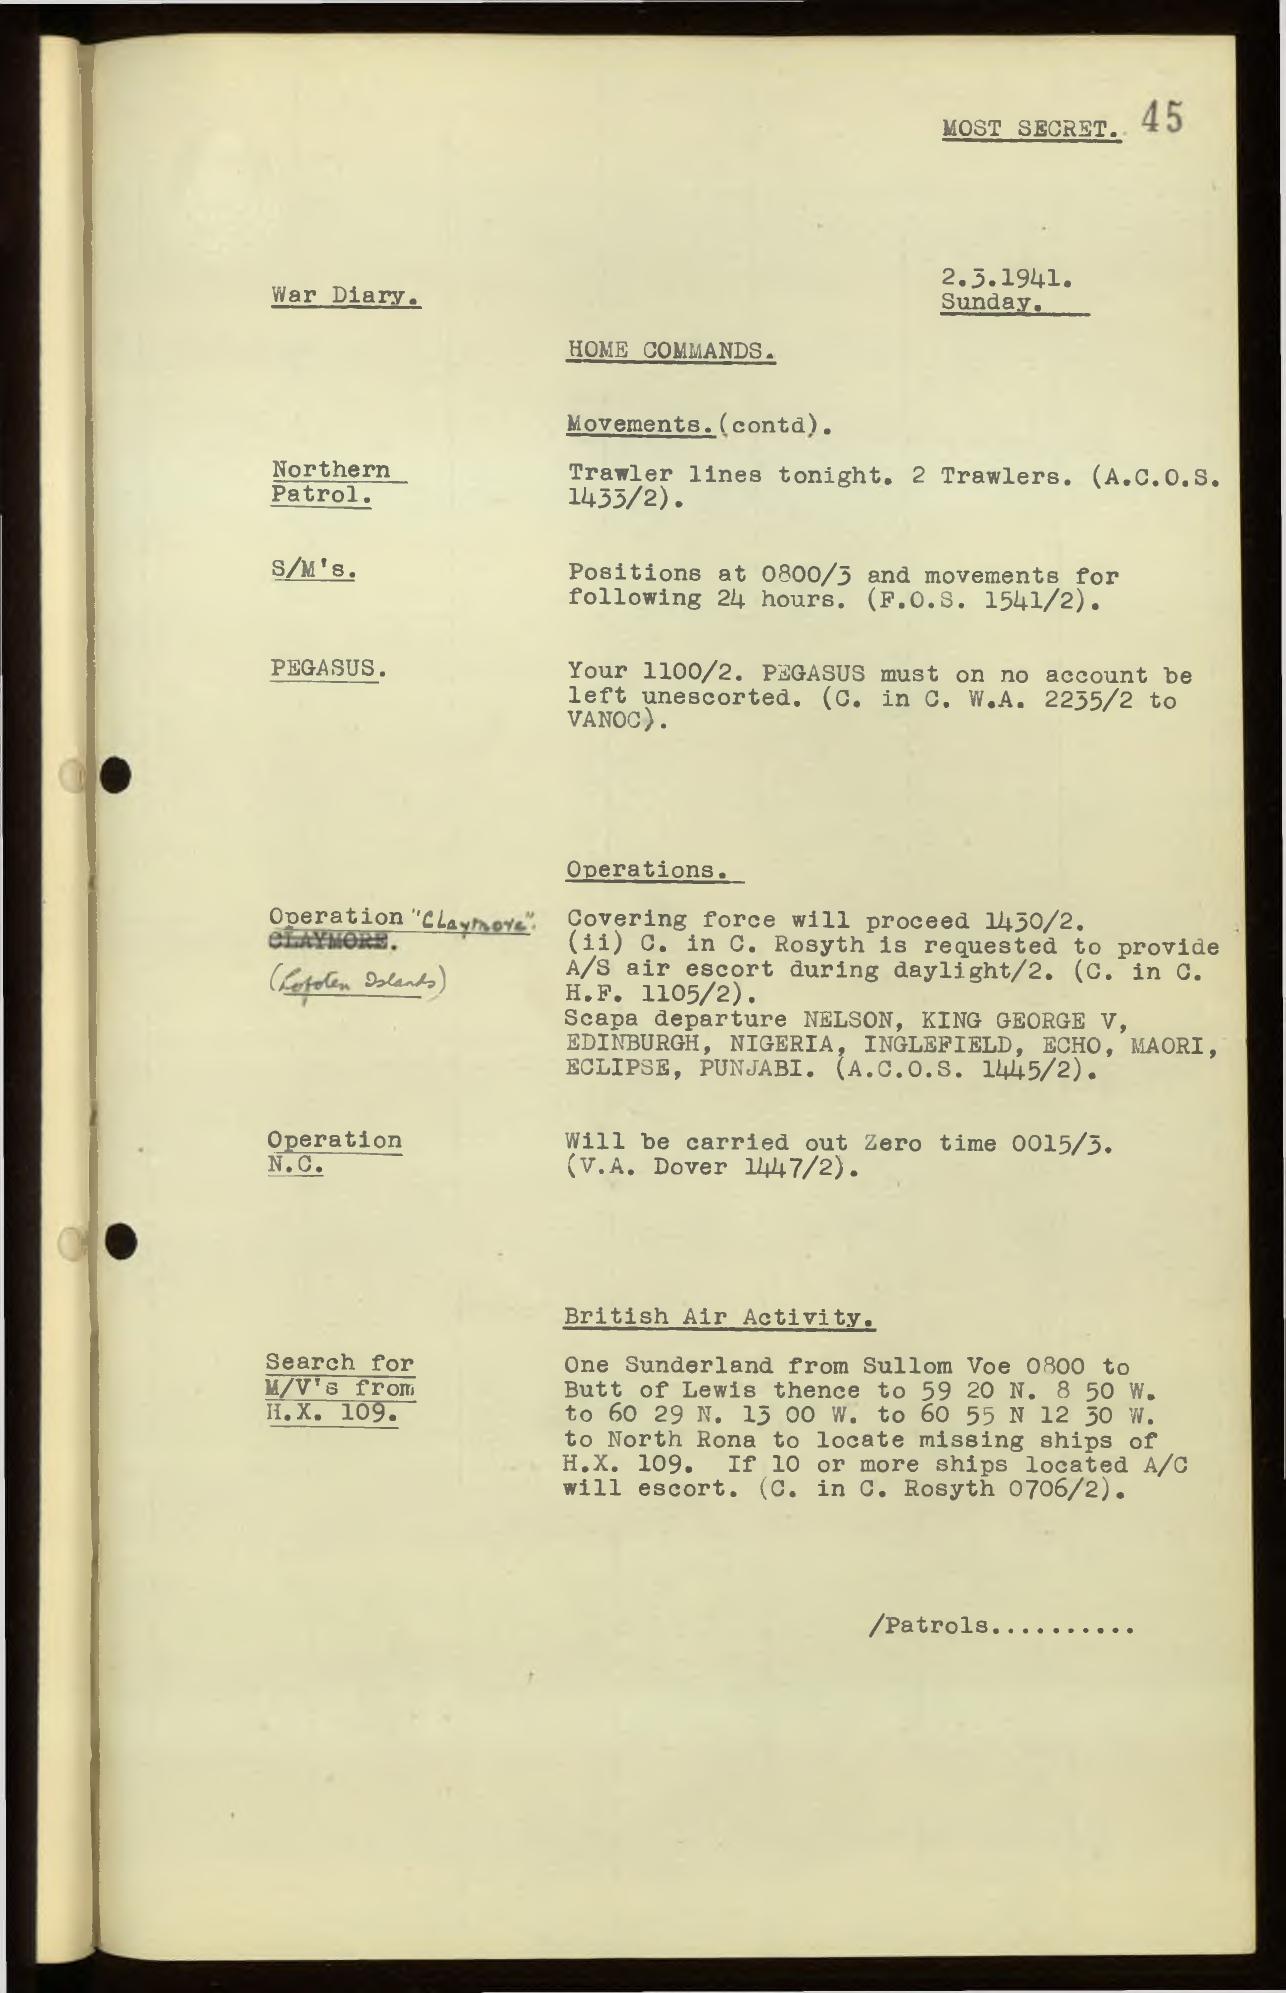 MOST SECRET. 45
2.3.1941.
War Diary.
Sunday.
HOME COMMANDS.
Movements.(contd).
Northern
Patrol.
Trawler lines tonight. 2 Trawlers. (A.C.O.S.
1433/2).
S/M's.
Positions at 0800/3 and movements for
following 24 hours. (F.O.S. 1541/2).
PEGASUS.
Your 1100/2. PEGASUS must on no account be
left unescorted. (C. in C. W.A. 2235/2 to
VANOC).
Operations.
Operation "Claymore".
CLAYMORE.
(Lofoten Islands)
Covering force will proceed 1430/2.
(ii) C. in C. Rosyth is requested to provide
A/S air escort during daylight/2. (C. in C.
H.F. 1105/2).
Scapa departure NELSON, KING GEORGE V,
EDINBURGH, NIGERIA, INGLEFIELD, ECHO, MAORI,
ECLIPSE, PUNJABI. (A.C.O.S. 1445/2).
Operation
N.C.
Will be carried out Zero time 0015/3.
(V.A. Dover 1447/2).
British Air Activity.
Search for
M/V's from
H.X. 109.
One Sunderland from Sullom Voe 0800 to
Butt of Lewis thence to 59 20 N. 8 50 W.
to 60 29 N. 13 00 W. to 60 55 N 12 30 W.
to North Rona to locate missing ships of
H.X. 109. If 10 or more ships located A/C
will escort. (C. in C. Rosyth 0706/2).
/Patrols..........